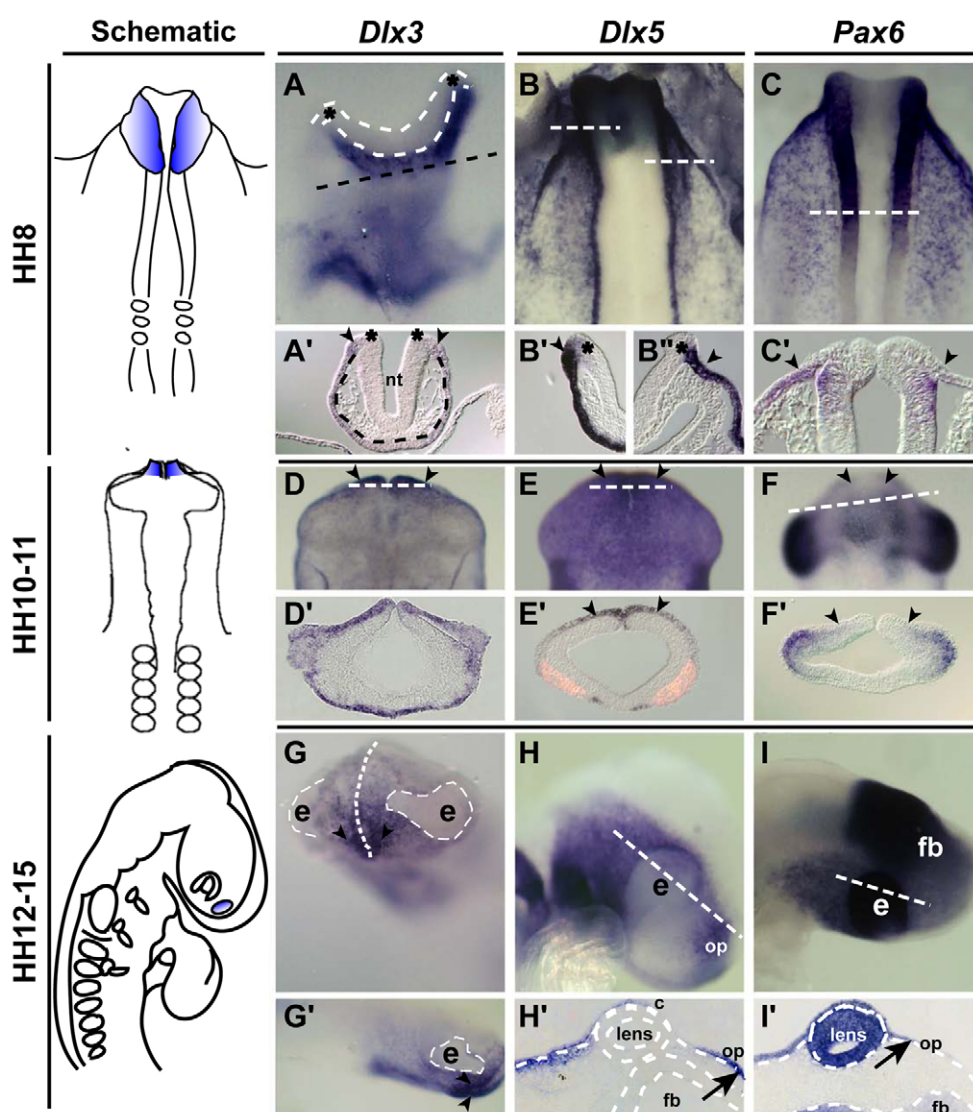 Schematic Dlx3 Dlx5 Pax6
HH8
A * * B C
A' * * nt B' * B" * C'
HH10-11
D E F
D' E' F'
HH12-15
G e e H e op I fb e
G' e H' c lens op fb I' lens op fb